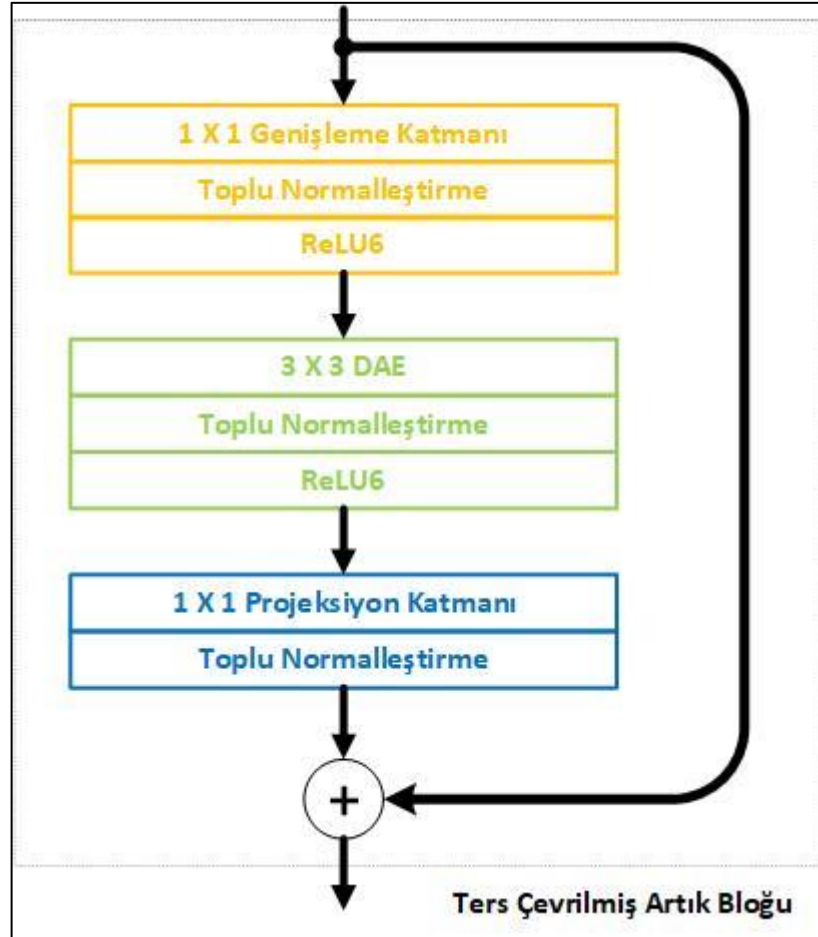 1 X 1 Genişleme Katmanı
Toplu Normalleştirme
ReLU6
3 X 3 DAE
Toplu Normalleştirme
ReLU6
1 X 1 Projeksiyon Katmanı
Toplu Normalleştirme
+
Ters Çevrilmiş Artık Bloğu